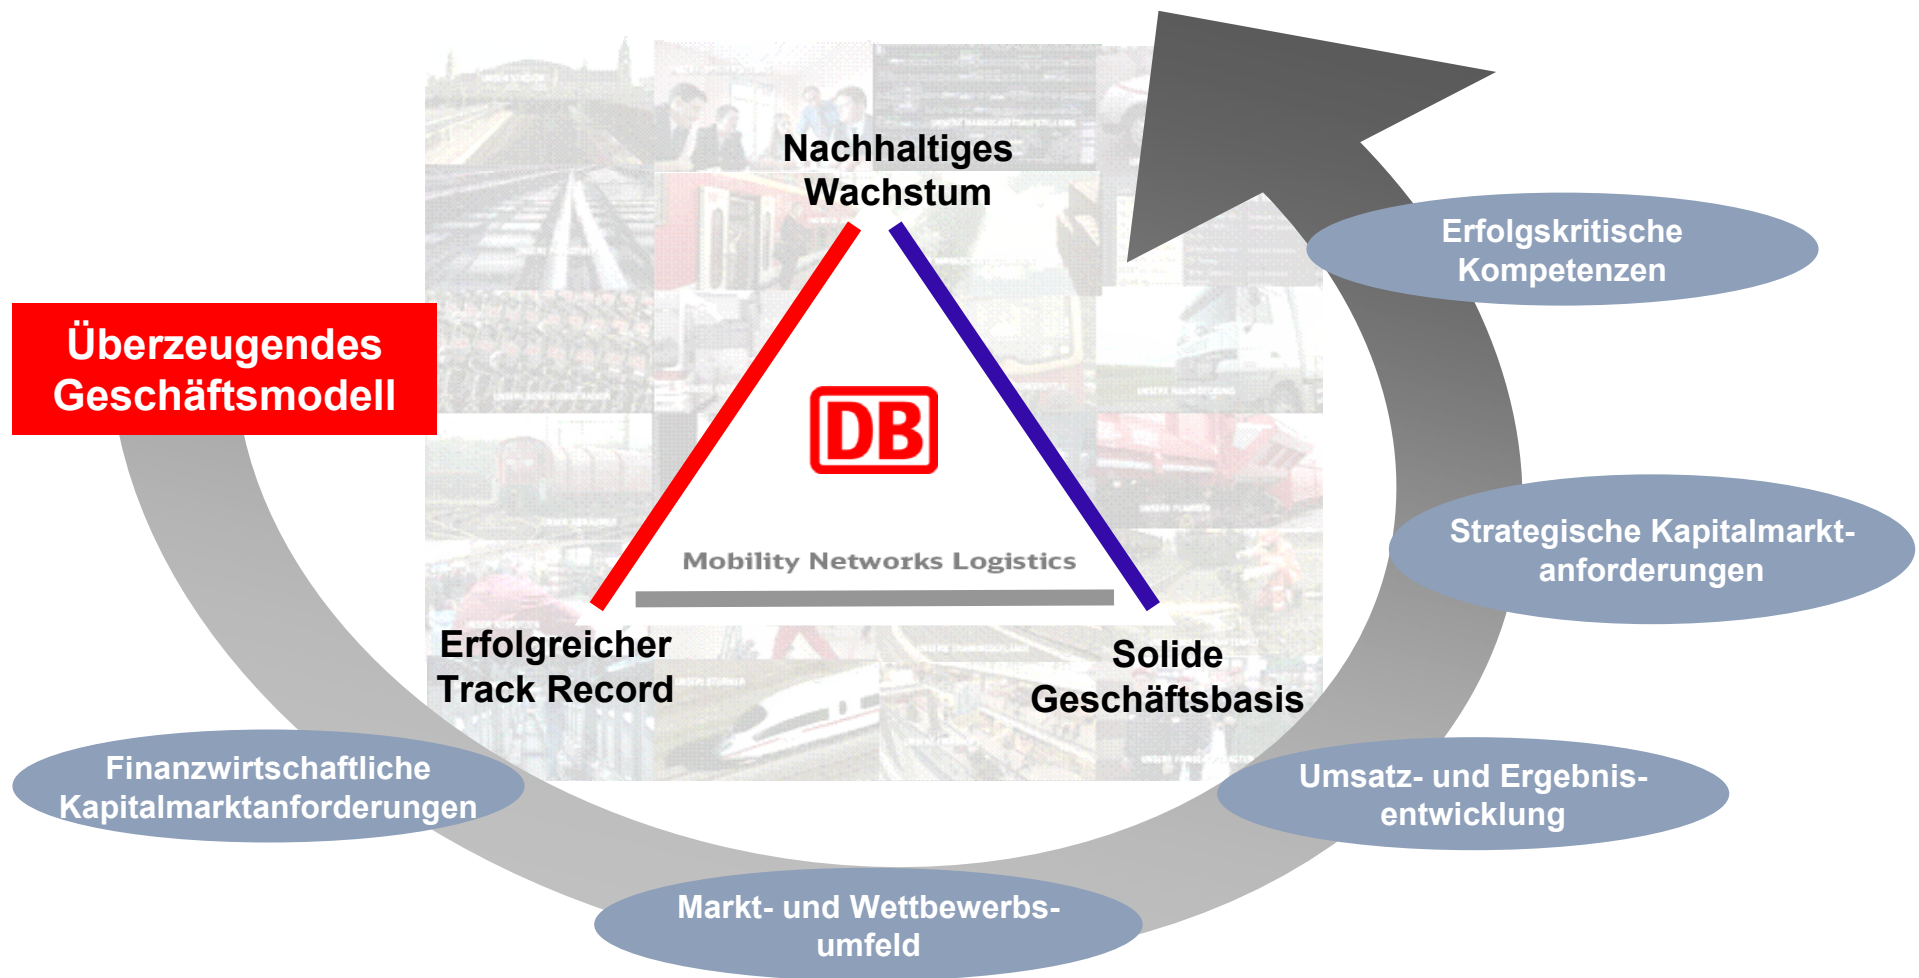 Nachhaltiges
Wachstum
Erfolgskritische
Kompetenzen
Überzeugendes
Geschäftsmodell
DB
Mobility Networks Logistics
Strategische Kapitalmarkt-
anforderungen
Erfolgreicher
Track Record
Solide
Geschäftsbasis
Finanzwirtschaftliche
Kapitalmarktanforderungen
Umsatz- und Ergebnis-
entwicklung
Markt- und Wettbewerbs-
umfeld